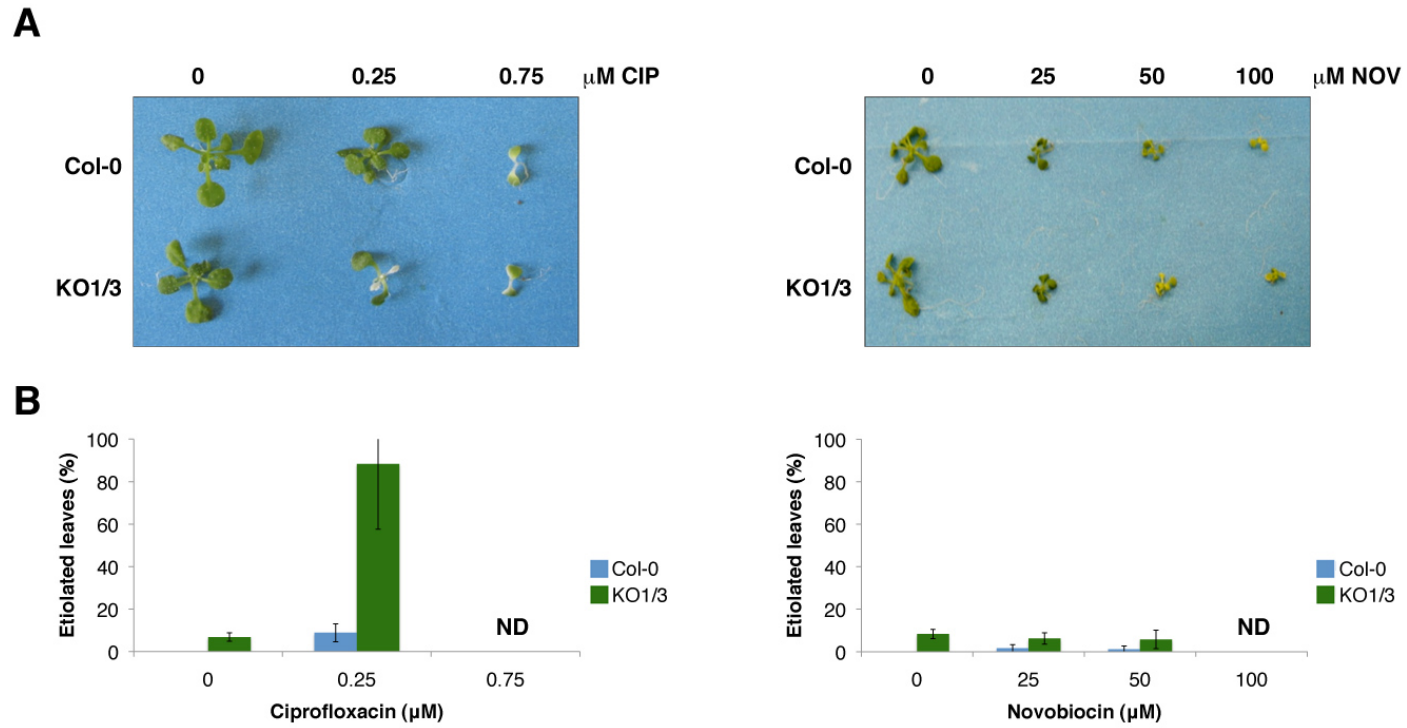 A
0 0.25 0.75 μM CIP
Col-0
KO1/3
0 25 50 100 μM NOV
Col-0
KO1/3
B
Etiolated leaves (%)
100
80
60
40
20
0
ND
0 0.25 0.75
Ciprofloxacin (μM)
Col-0
KO1/3
Etiolated leaves (%)
100
80
60
40
20
0
ND
0 25 50 100
Novobiocin (μM)
Col-0
KO1/3